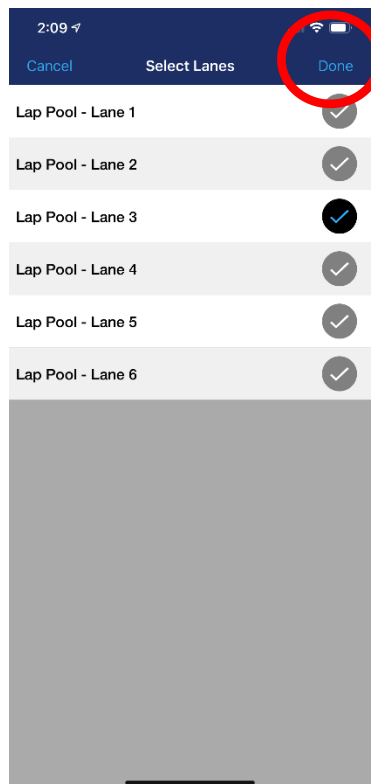 2:09
Cancel Select Lanes Done
Lap Pool - Lane 1
Lap Pool - Lane 2
Lap Pool - Lane 3
Lap Pool - Lane 4
Lap Pool - Lane 5
Lap Pool - Lane 6